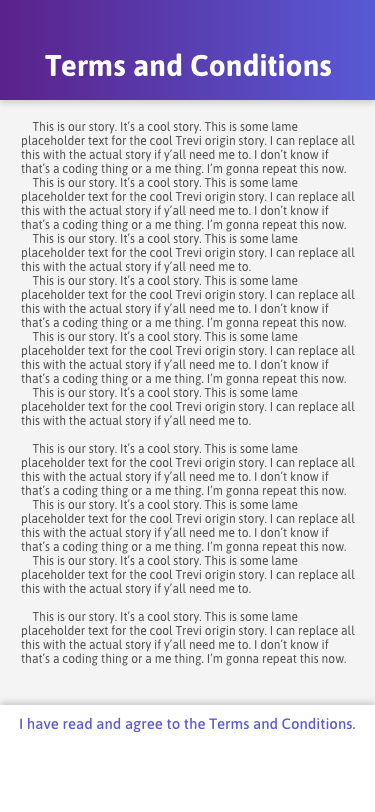 Terms and Conditions
This is our story. It’s a cool story. This is some lame
placeholder text for the cool Trevi origin story. I can replace all
this with the actual story if y’all need me to. I don’t know if
that’s a coding thing or a me thing. I’m gonna repeat this now.
This is our story. It’s a cool story. This is some lame
placeholder text for the cool Trevi origin story. I can replace all
this with the actual story if y’all need me to. I don’t know if
that’s a coding thing or a me thing. I’m gonna repeat this now.
This is our story. It’s a cool story. This is some lame
placeholder text for the cool Trevi origin story. I can replace all
this with the actual story if y’all need me to.
This is our story. It’s a cool story. This is some lame
placeholder text for the cool Trevi origin story. I can replace all
this with the actual story if y’all need me to. I don’t know if
that’s a coding thing or a me thing. I’m gonna repeat this now.
This is our story. It’s a cool story. This is some lame
placeholder text for the cool Trevi origin story. I can replace all
this with the actual story if y’all need me to. I don’t know if
that’s a coding thing or a me thing. I’m gonna repeat this now.
This is our story. It’s a cool story. This is some lame
placeholder text for the cool Trevi origin story. I can replace all
this with the actual story if y’all need me to.
This is our story. It’s a cool story. This is some lame
placeholder text for the cool Trevi origin story. I can replace all
this with the actual story if y’all need me to. I don’t know if
that’s a coding thing or a me thing. I’m gonna repeat this now.
This is our story. It’s a cool story. This is some lame
placeholder text for the cool Trevi origin story. I can replace all
this with the actual story if y’all need me to. I don’t know if
that’s a coding thing or a me thing. I’m gonna repeat this now.
This is our story. It’s a cool story. This is some lame
placeholder text for the cool Trevi origin story. I can replace all
this with the actual story if y’all need me to.
This is our story. It’s a cool story. This is some lame
placeholder text for the cool Trevi origin story. I can replace all
this with the actual story if y’all need me to. I don’t know if
that’s a coding thing or a me thing. I’m gonna repeat this now.
I have read and agree to the Terms and Conditions.